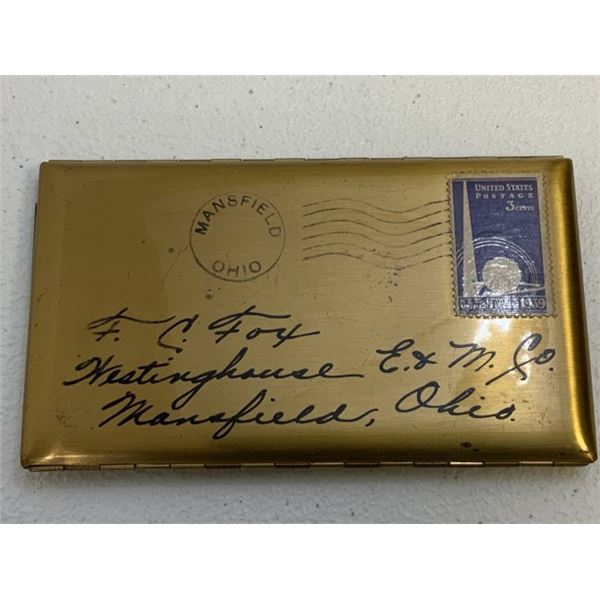 MANSFIELD
OHIO
UNITED STATES
POSTAGE
3 CENTS
1939
F. C. Fox
Westinghouse E. & M. Co.
Mansfield, Ohio.